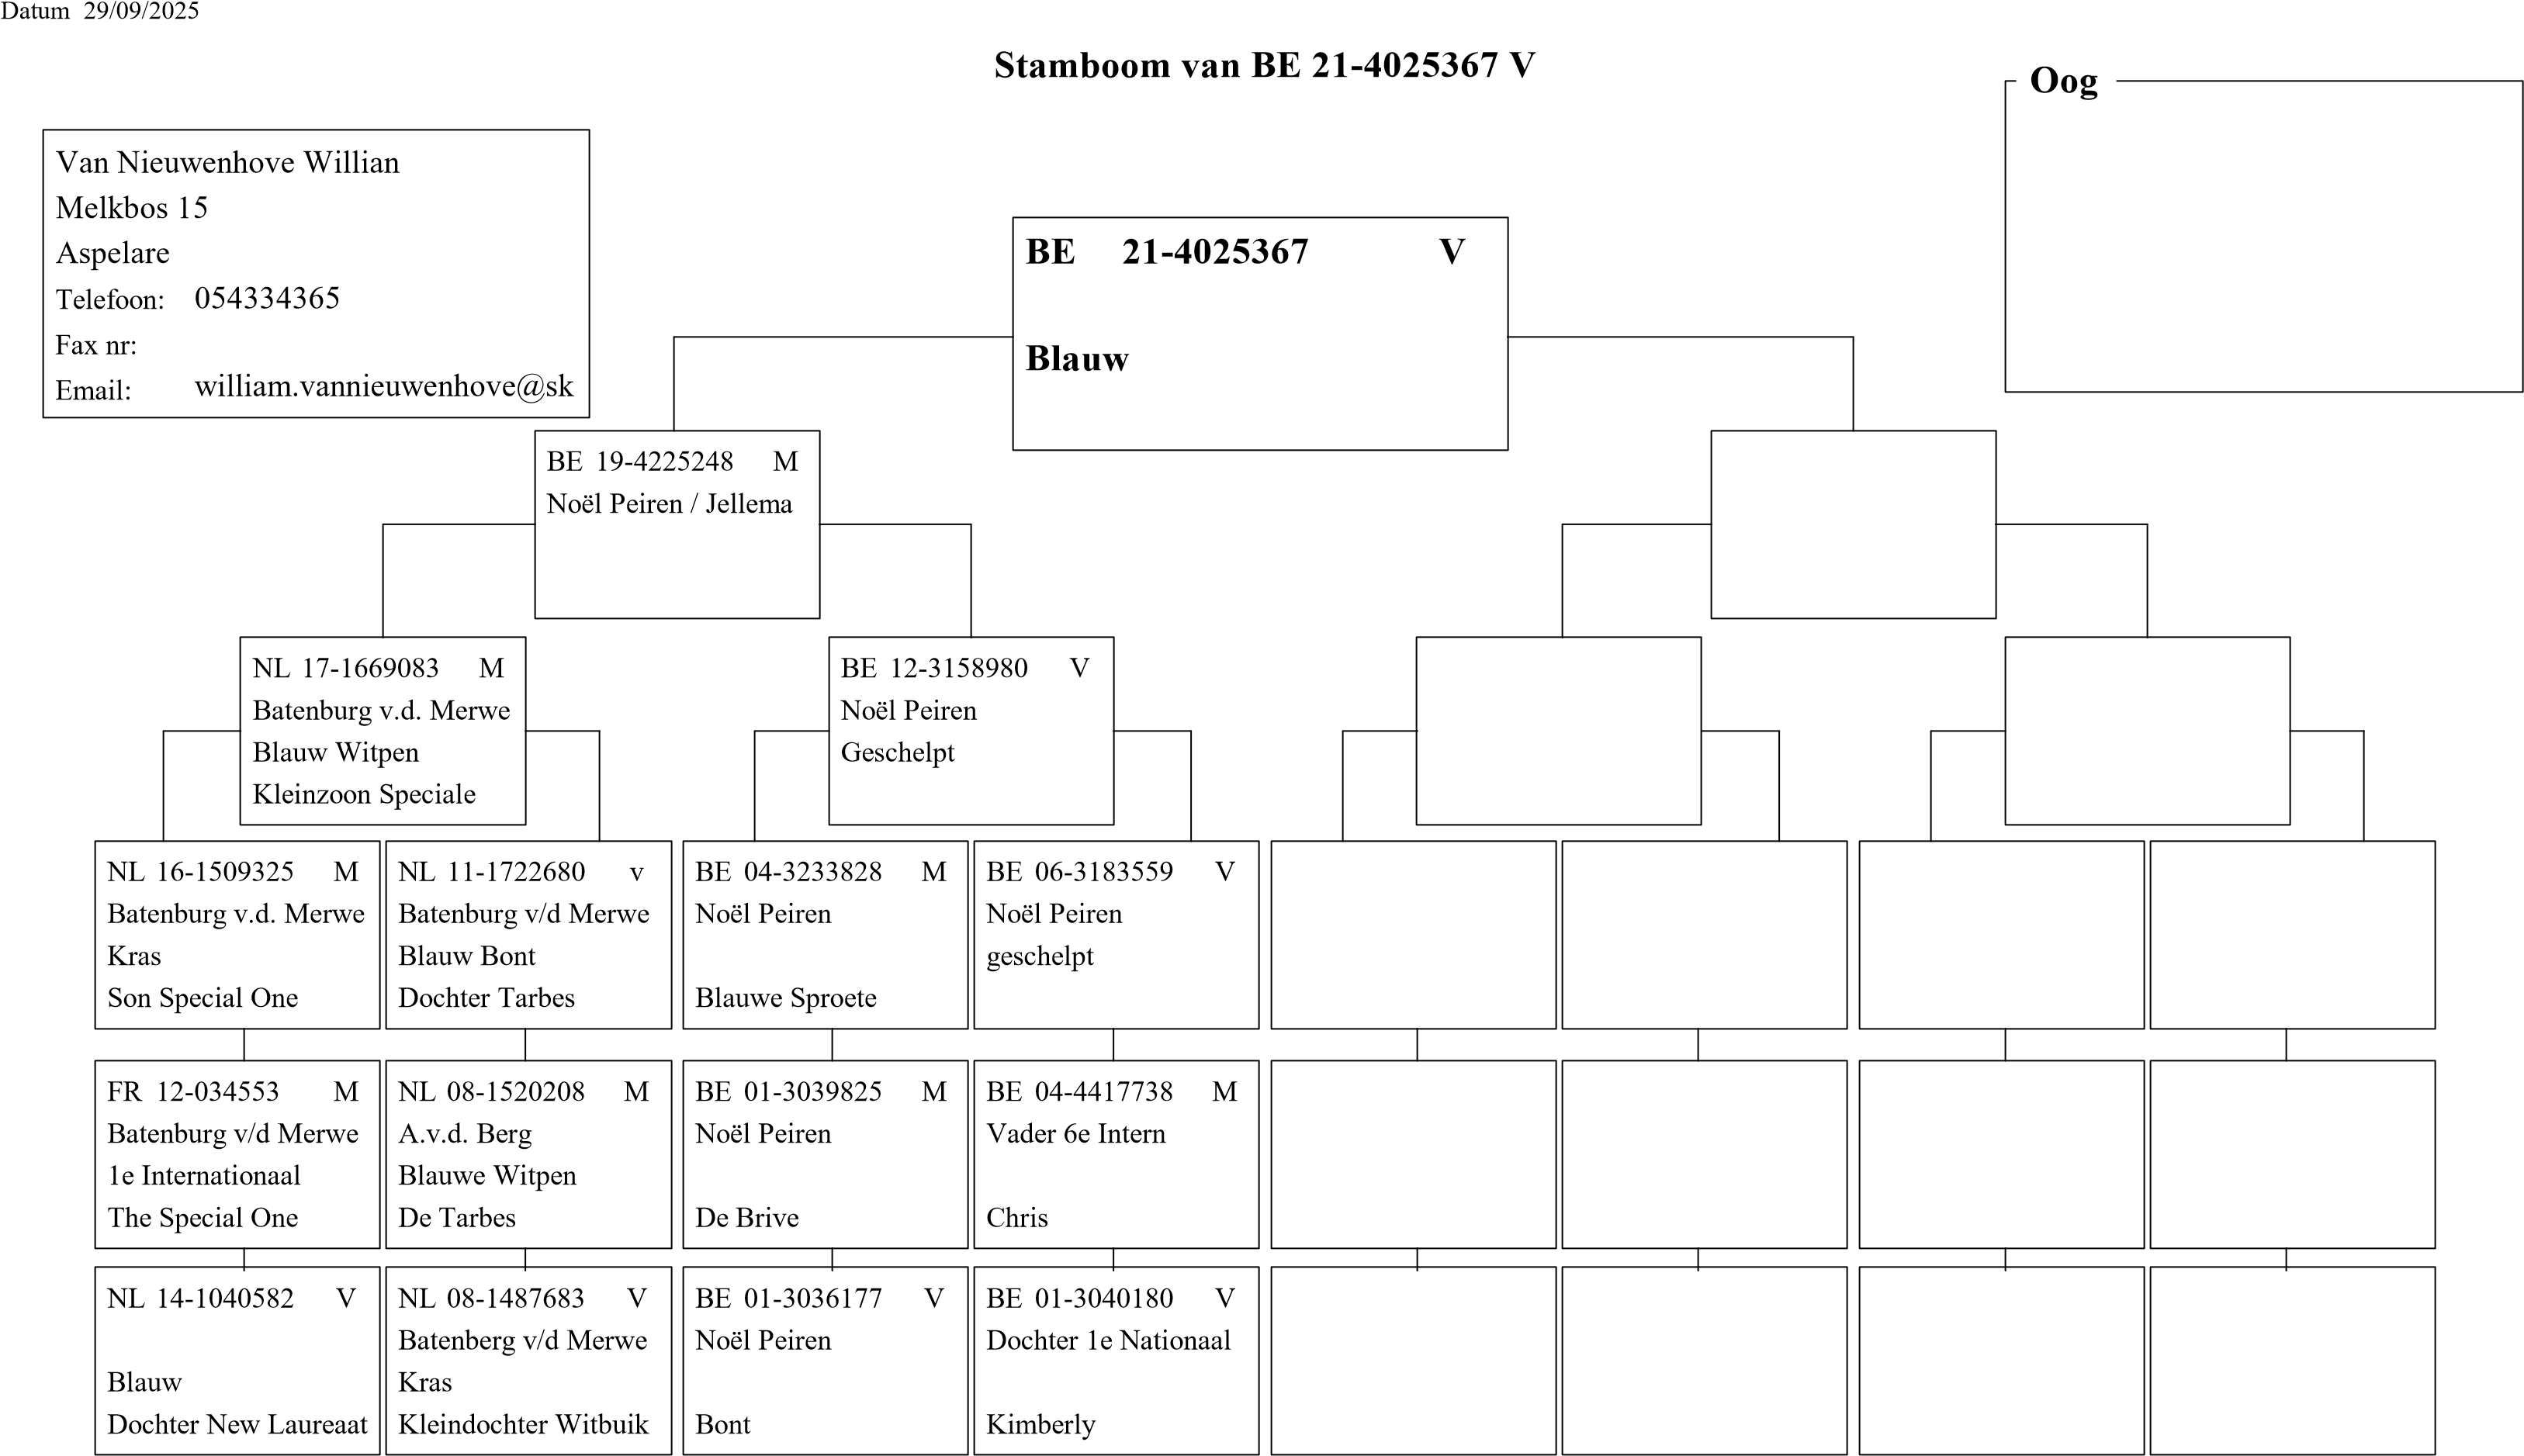 Datum 29/09/2025
Stamboom van BE 21-4025367 V
Oog
Van Nieuwenhove Willian
Melkbos 15
Aspelare
Telefoon: 054334365
Fax nr:
Email: william.vannieuwenhove@sk
BE 21-4025367 V
Blauw
BE 19-4225248 M
Noël Peiren / Jellema
NL 17-1669083 M
Batenburg v.d. Merwe
Blauw Witpen
Kleinzoon Speciale
BE 12-3158980 V
Noël Peiren
Geschelpt
NL 16-1509325 M
Batenburg v.d. Merwe
Kras
Son Special One
NL 11-1722680 v
Batenburg v/d Merwe
Blauw Bont
Dochter Tarbes
BE 04-3233828 M
Noël Peiren
Blauwe Sproete
BE 06-3183559 V
Noël Peiren
geschelpt
FR 12-034553 M
Batenburg v/d Merwe
1e Internationaal
The Special One
NL 08-1520208 M
A.v.d. Berg
Blauwe Witpen
De Tarbes
BE 01-3039825 M
Noël Peiren
De Brive
BE 04-4417738 M
Vader 6e Intern
Chris
NL 14-1040582 V
Blauw
Dochter New Laureaat
NL 08-1487683 V
Batenberg v/d Merwe
Kras
Kleindochter Witbuik
BE 01-3036177 V
Noël Peiren
Bont
BE 01-3040180 V
Dochter 1e Nationaal
Kimberly